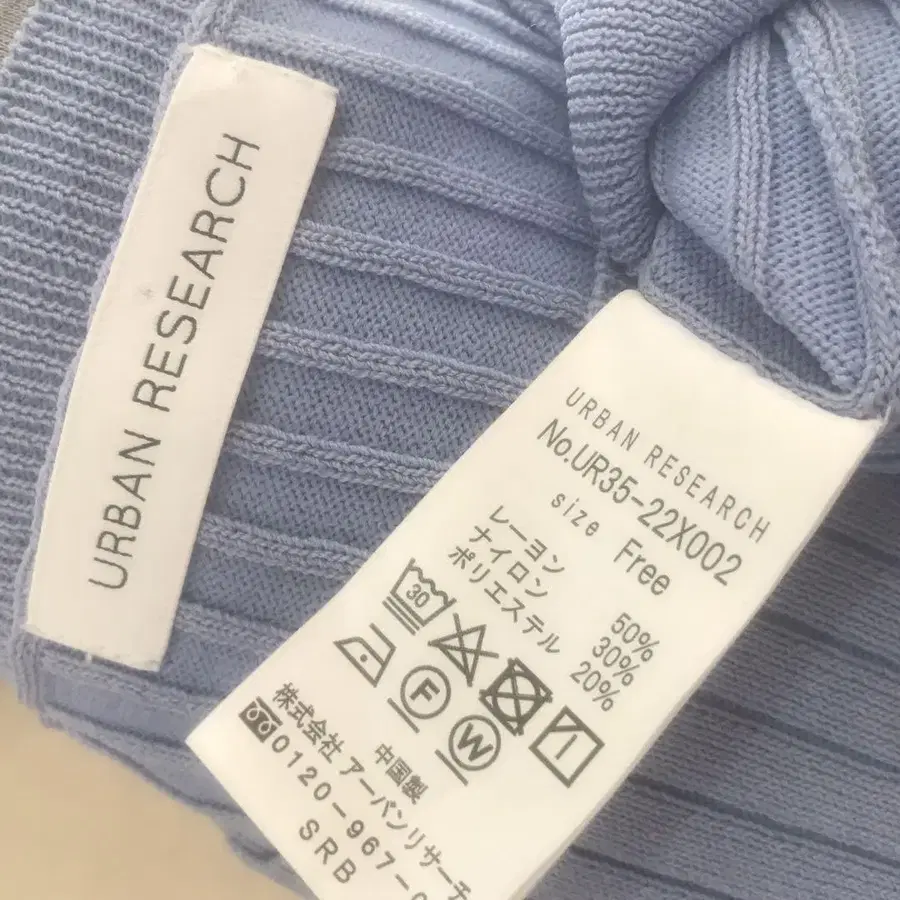 URBAN RESEARCH
URBAN RESEARCH
No.UR35-22X002
size Free
レーヨン 50%
ナイロン 30%
ポリエステル 20%
30
F
W
中国製
株式会社 アーバンリサーチ
0120-967-
SRB